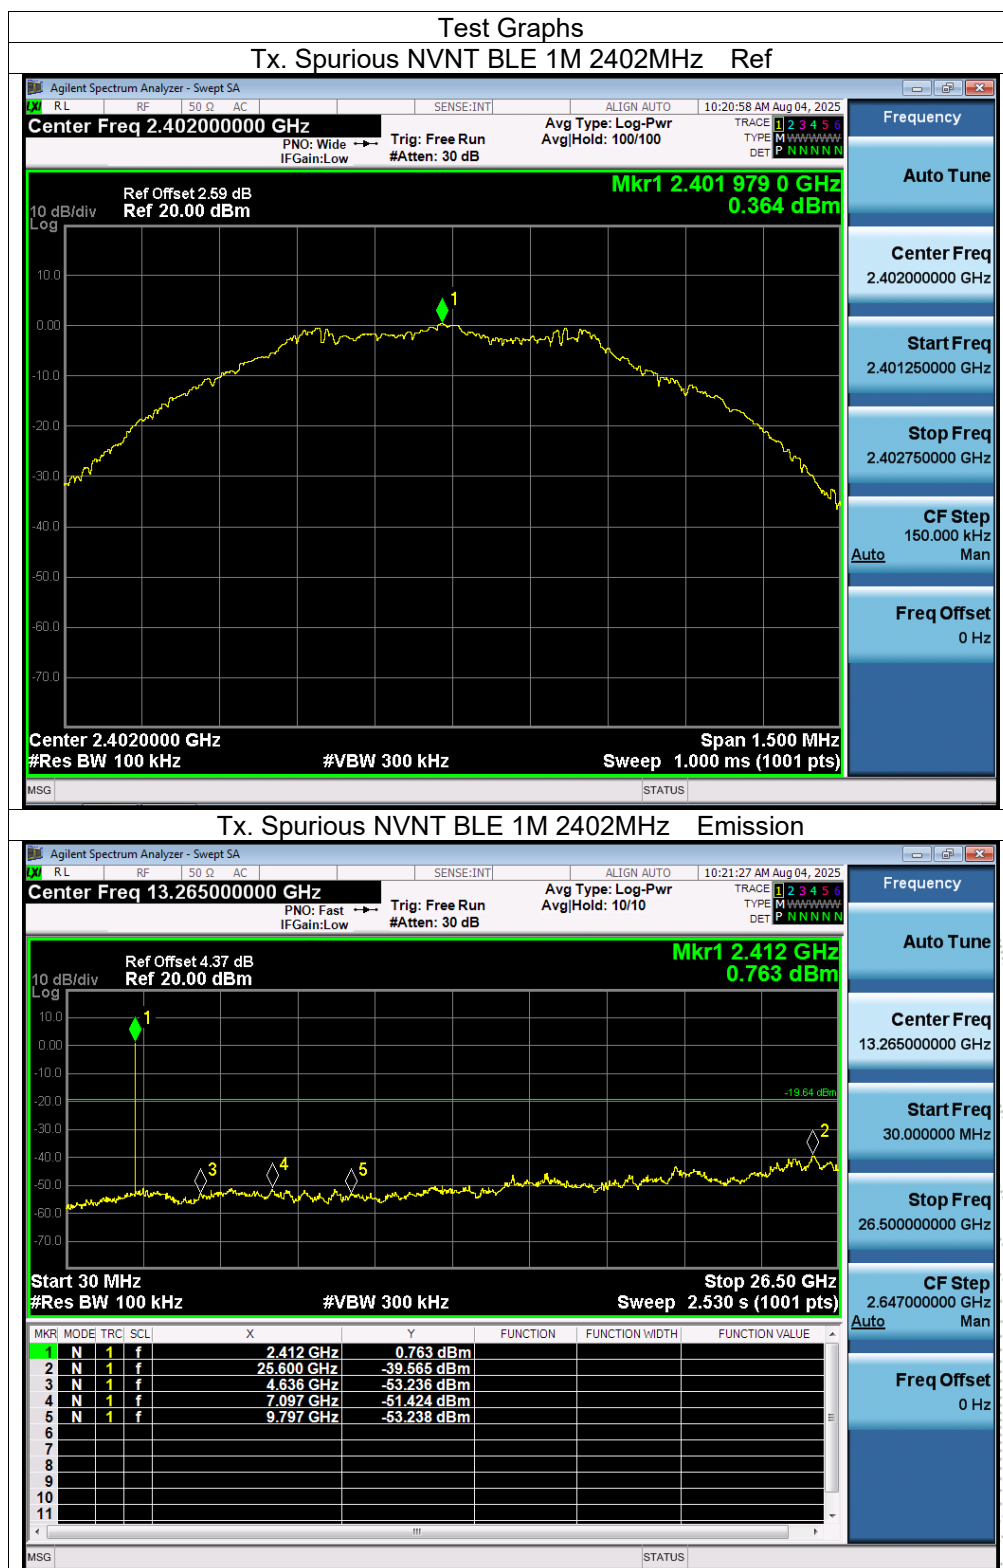 Test Graphs
Tx. Spurious NVNT BLE 1M 2402MHz Ref
Agilent Spectrum Analyzer - Swept SA
LXI RL RF 50 Ω AC SENSE:INT ALIGN AUTO 10:20:58 AM Aug 04, 2025
Center Freq 2.402000000 GHz
PNO: Wide
IFGain:Low
Trig: Free Run
#Atten: 30 dB
Avg Type: Log-Pwr
Avg|Hold: 100/100
TRACE 1 2 3 4 5 6
TYPE M WWWWW
DET P N N N N N
Frequency
Auto Tune
Center Freq
2.402000000 GHz
Start Freq
2.401250000 GHz
Stop Freq
2.402750000 GHz
CF Step
150.000 kHz
Auto Man
Freq Offset
0 Hz
Mkr1 2.401 979 0 GHz
0.364 dBm
Ref Offset 2.59 dB
10 dB/div Ref 20.00 dBm
Log
10.0
1
0.00
-10.0
-20.0
-30.0
-40.0
-50.0
-60.0
-70.0
Center 2.4020000 GHz Span 1.500 MHz
#Res BW 100 kHz #VBW 300 kHz Sweep 1.000 ms (1001 pts)
MSG STATUS
Tx. Spurious NVNT BLE 1M 2402MHz Emission
Agilent Spectrum Analyzer - Swept SA
LXI RL RF 50 Ω AC SENSE:INT ALIGN AUTO 10:21:27 AM Aug 04, 2025
Center Freq 13.265000000 GHz
PNO: Fast
IFGain:Low
Trig: Free Run
#Atten: 30 dB
Avg Type: Log-Pwr
Avg|Hold: 10/10
TRACE 1 2 3 4 5 6
TYPE M WWWWW
DET P N N N N N
Frequency
Auto Tune
Center Freq
13.265000000 GHz
Start Freq
30.000000 MHz
Stop Freq
26.500000000 GHz
CF Step
2.647000000 GHz
Auto Man
Freq Offset
0 Hz
Mkr1 2.412 GHz
0.763 dBm
Ref Offset 4.37 dB
10 dB/div Ref 20.00 dBm
Log
10.0
1
0.00
-10.0
-19.64 dBm
-20.0
-30.0
2
-40.0
3 4 5
-50.0
-60.0
-70.0
Start 30 MHz Stop 26.50 GHz
#Res BW 100 kHz #VBW 300 kHz Sweep 2.530 s (1001 pts)
MKR MODE TRC SCL X Y FUNCTION FUNCTION WIDTH FUNCTION VALUE
1 N 1 f 2.412 GHz 0.763 dBm
2 N 1 f 25.600 GHz -39.565 dBm
3 N 1 f 4.636 GHz -53.236 dBm
4 N 1 f 7.097 GHz -51.424 dBm
5 N 1 f 9.797 GHz -53.238 dBm
6
7
8
9
10
11
MSG STATUS